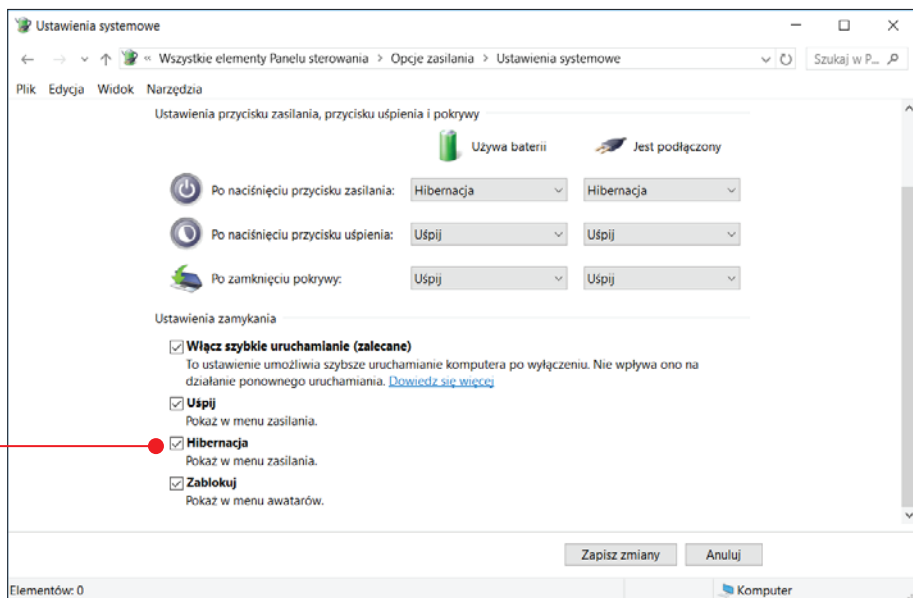 Ustawienia systemowe
« Wszystkie elementy Panelu sterowania > Opcje zasilania > Ustawienia systemowe
Szukaj w P...
Plik Edycja Widok Narzędzia
Ustawienia przycisku zasilania, przycisku uśpienia i pokrywy
Używa baterii Jest podłączony
Po naciśnięciu przycisku zasilania: Hibernacja Hibernacja
Po naciśnięciu przycisku uśpienia: Uśpij Uśpij
Po zamknięciu pokrywy: Uśpij Uśpij
Ustawienia zamykania
Włącz szybkie uruchamianie (zalecane)
To ustawienie umożliwia szybsze uruchamianie komputera po wyłączeniu. Nie wpływa ono na
działanie ponownego uruchamiania. Dowiedz się więcej
Uśpij
Pokaż w menu zasilania.
Hibernacja
Pokaż w menu zasilania.
Zablokuj
Pokaż w menu awatarów.
Zapisz zmiany Anuluj
Elementów: 0 Komputer